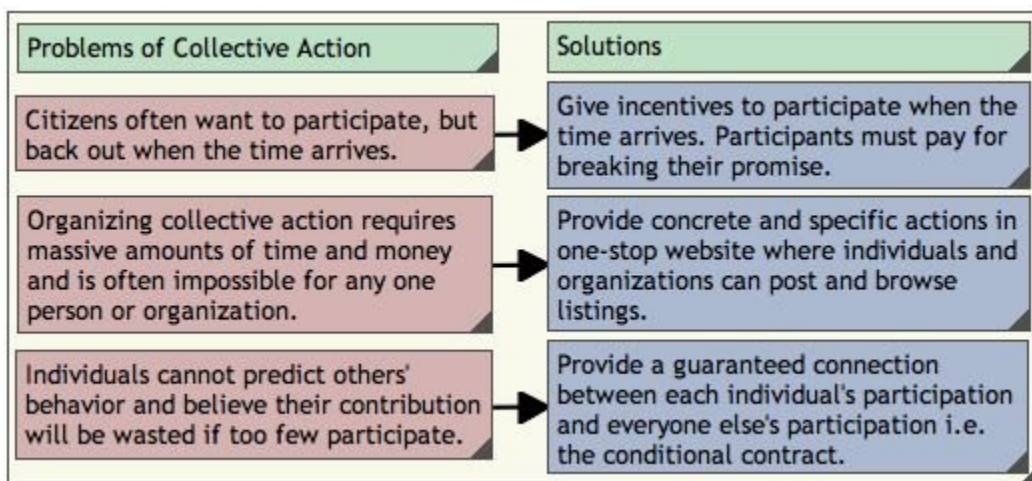 Problems of Collective Action
Solutions
Citizens often want to participate, but
back out when the time arrives.
Give incentives to participate when the
time arrives. Participants must pay for
breaking their promise.
Organizing collective action requires
massive amounts of time and money
and is often impossible for any one
person or organization.
Provide concrete and specific actions in
one-stop website where individuals and
organizations can post and browse
listings.
Individuals cannot predict others'
behavior and believe their contribution
will be wasted if too few participate.
Provide a guaranteed connection
between each individual's participation
and everyone else's participation i.e.
the conditional contract.